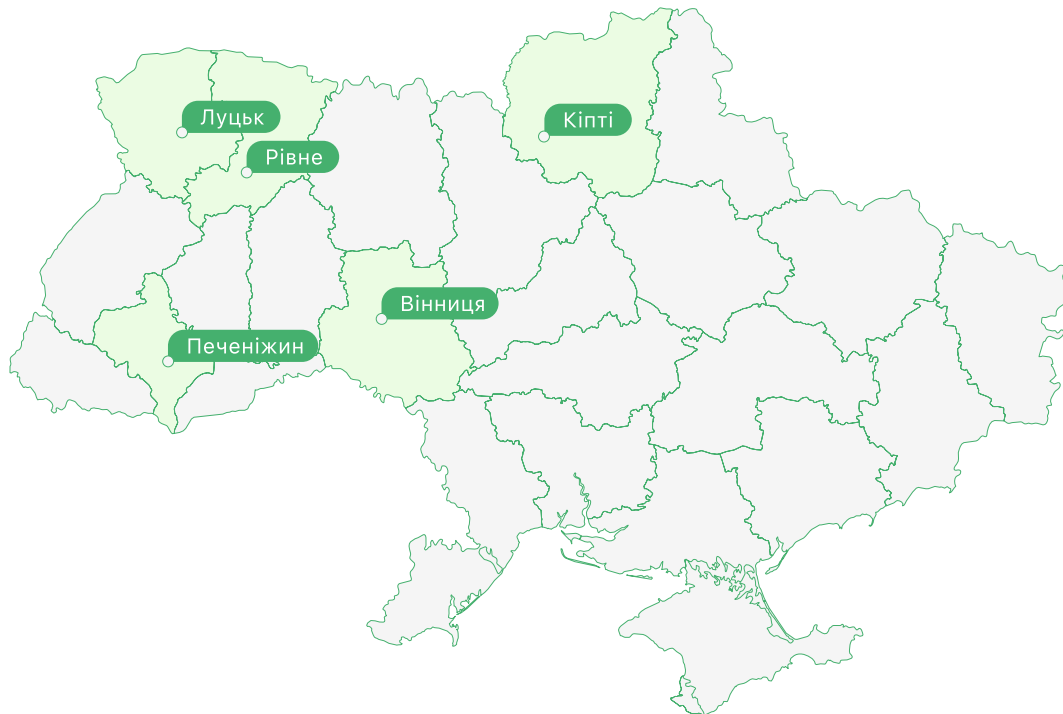 Луцьк
Кіпті
Рівне
Вінниця
Печеніжин